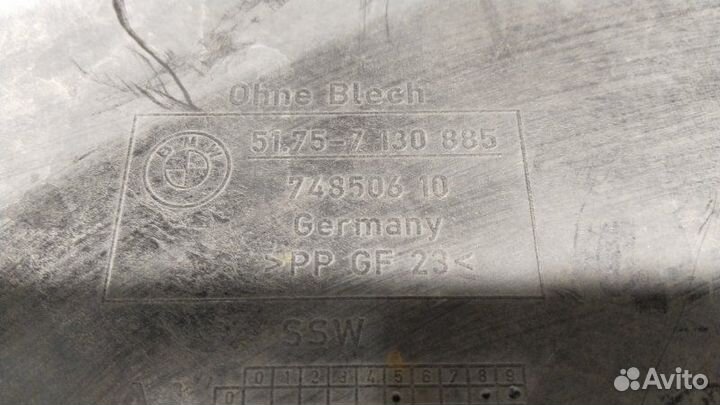 Ohne Blech
BMW
51.75-7 130 885
748506 10
Germany
>PP GF 23<
SSW
0 1 2 3 4 5 6 7 8 9
0
Avito